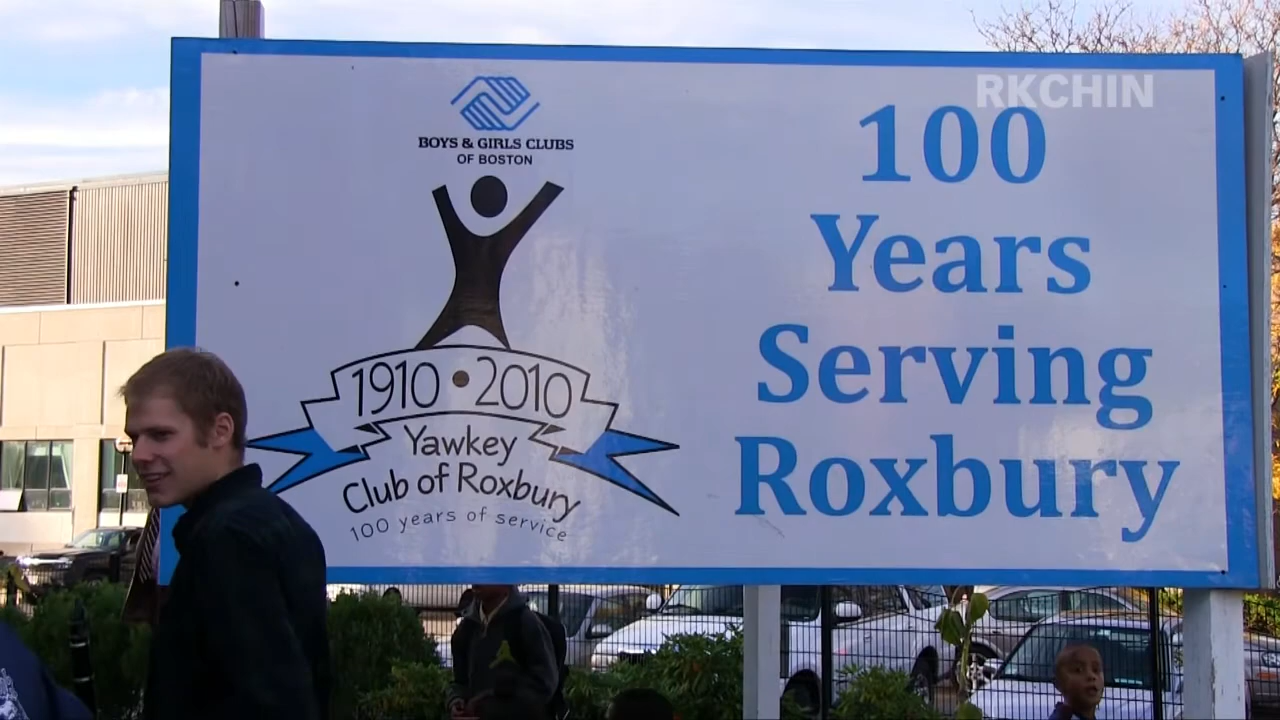 RKCHIN
BOYS & GIRLS CLUBS
OF BOSTON
1910 • 2010
Yawkey
Club of Roxbury
100 years of service
100
Years
Serving
Roxbury